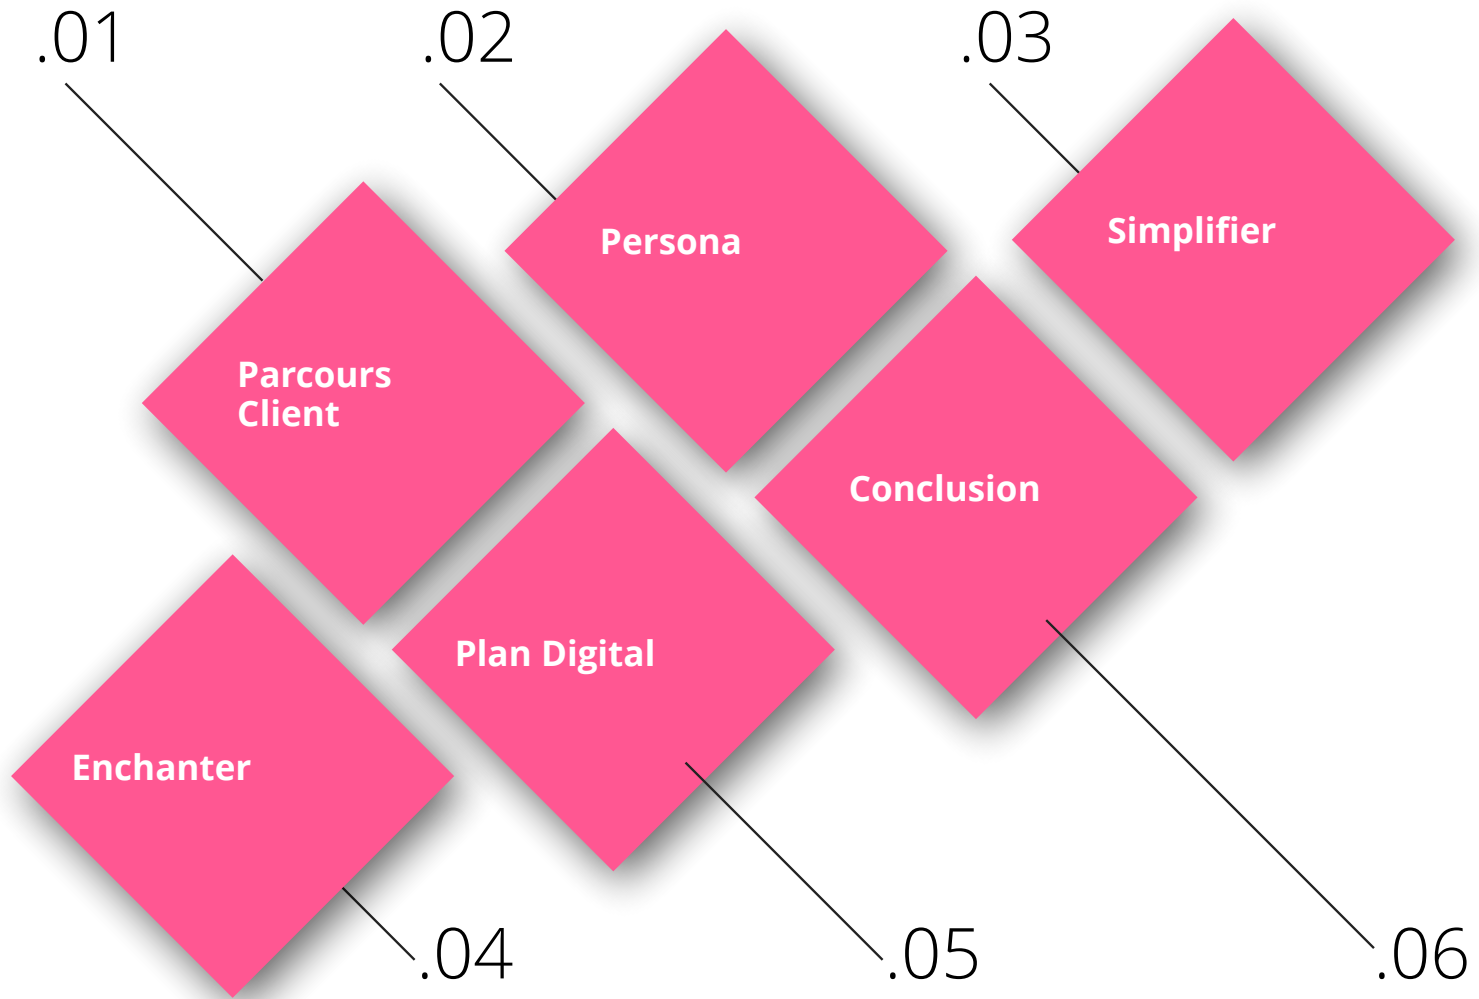 .01
.02
.03
Persona
Simplifier
Parcours
Client
Conclusion
Plan Digital
Enchanter
.04
.05
.06